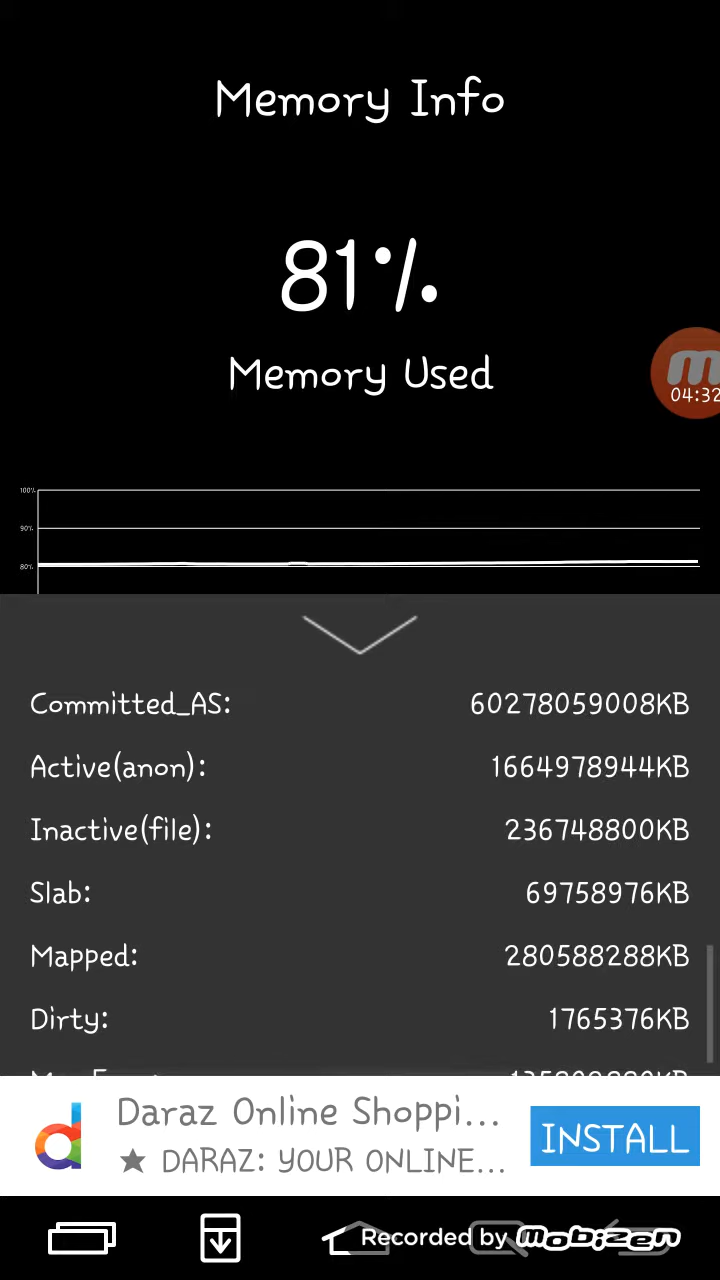 Memory Info
81%
Memory Used
04:32
100%
90%
80%
Committed_AS: 60278059008KB
Active(anon): 1664978944KB
Inactive(file): 236748800KB
Slab: 69758976KB
Mapped: 280588288KB
Dirty: 1765376KB
Daraz Online Shoppi...
★ DARAZ: YOUR ONLINE...
INSTALL
Recorded by mobizen